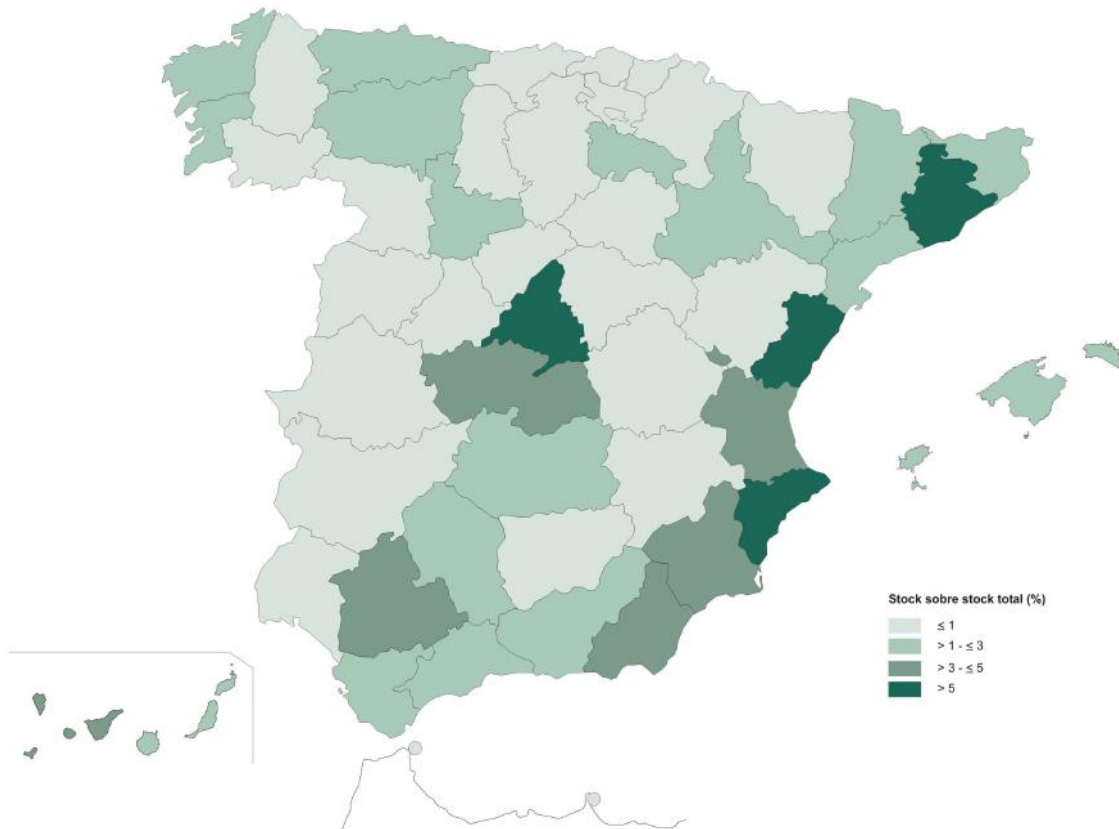 Stock sobre stock total (%)
≤ 1
> 1 - ≤ 3
> 3 - ≤ 5
> 5